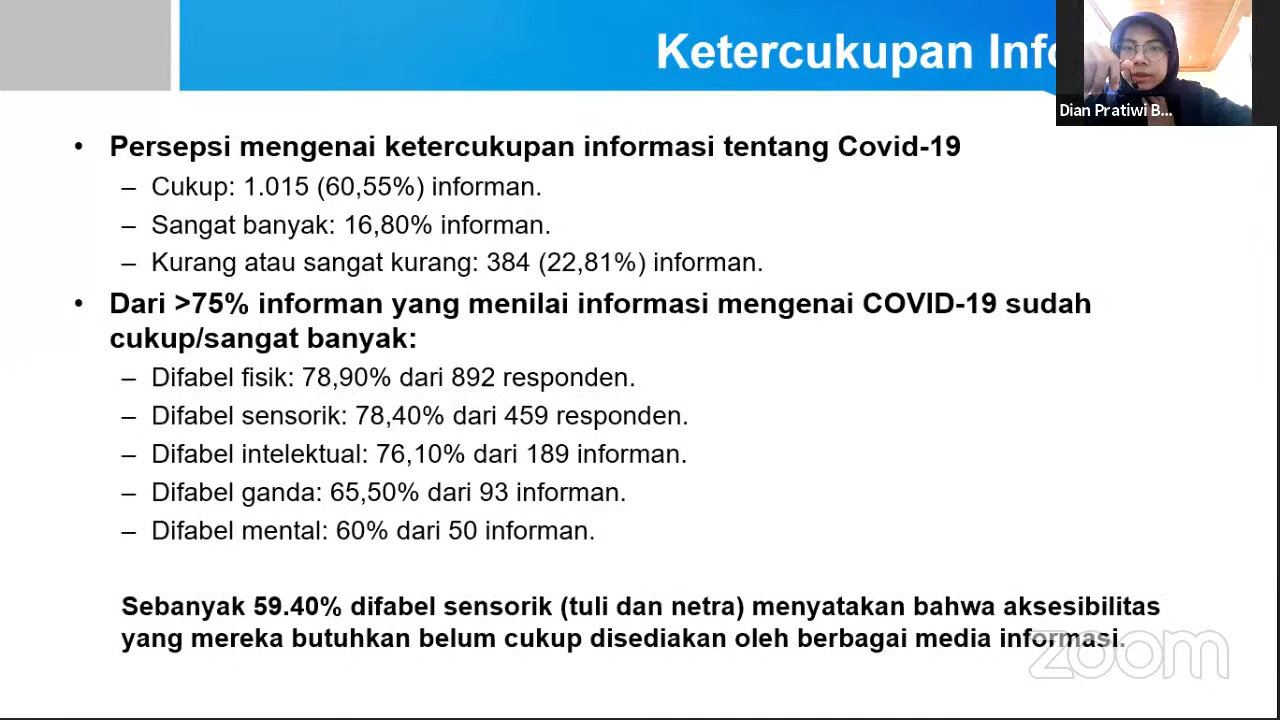 Ketercukupan Info
Dian Pratiwi B...
• Persepsi mengenai ketercukupan informasi tentang Covid-19
– Cukup: 1.015 (60,55%) informan.
– Sangat banyak: 16,80% informan.
– Kurang atau sangat kurang: 384 (22,81%) informan.
• Dari >75% informan yang menilai informasi mengenai COVID-19 sudah
cukup/sangat banyak:
– Difabel fisik: 78,90% dari 892 responden.
– Difabel sensorik: 78,40% dari 459 responden.
– Difabel intelektual: 76,10% dari 189 informan.
– Difabel ganda: 65,50% dari 93 informan.
– Difabel mental: 60% dari 50 informan.
Sebanyak 59.40% difabel sensorik (tuli dan netra) menyatakan bahwa aksesibilitas
yang mereka butuhkan belum cukup disediakan oleh berbagai media informasi.
zoom